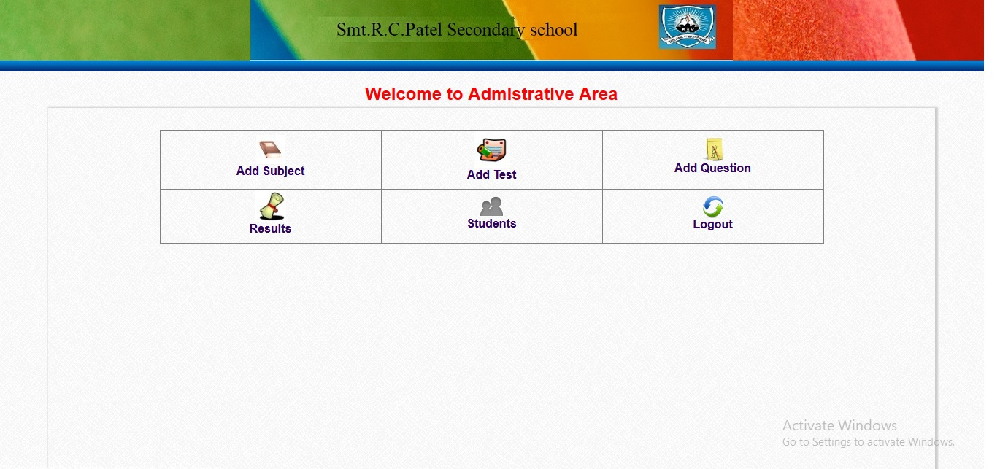 Smt.R.C.Patel Secondary school
KSV
Welcome to Admistrative Area
Add Subject
Add Test
Add Question
Results
Students
Logout
Activate Windows
Go to Settings to activate Windows.